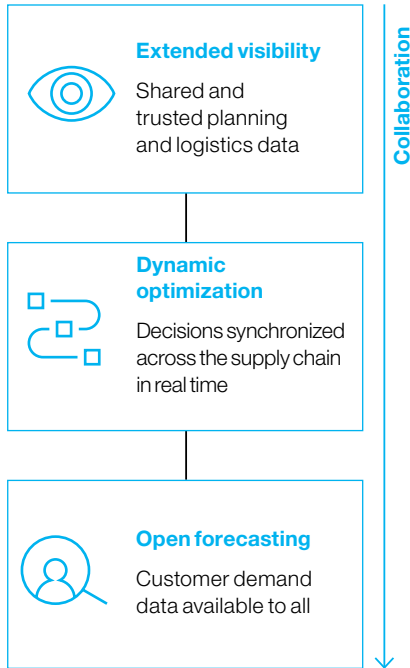 Extended visibility
Shared and
trusted planning
and logistics data
Collaboration
Dynamic
optimization
Decisions synchronized
across the supply chain
in real time
Open forecasting
Customer demand
data available to all